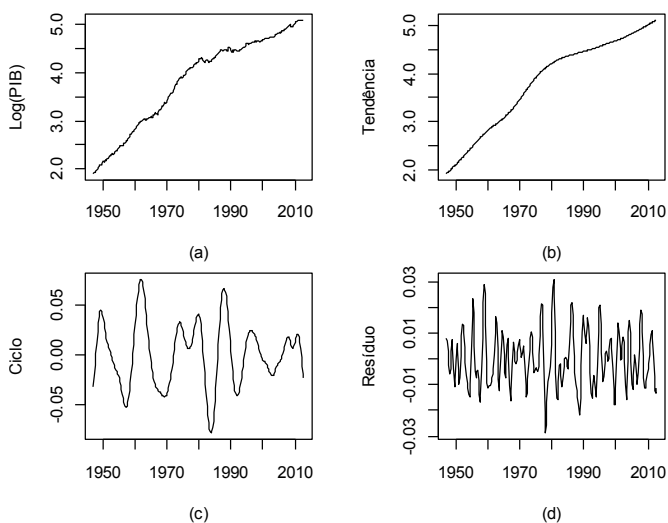 Log(PIB)
2.0 3.0 4.0 5.0
1950 1970 1990 2010
(a)
Tendência
2.0 3.0 4.0 5.0
1950 1970 1990 2010
(b)
Ciclo
-0.05 0.00 0.05
1950 1970 1990 2010
(c)
Resíduo
-0.03 -0.01 0.01 0.03
1950 1970 1990 2010
(d)